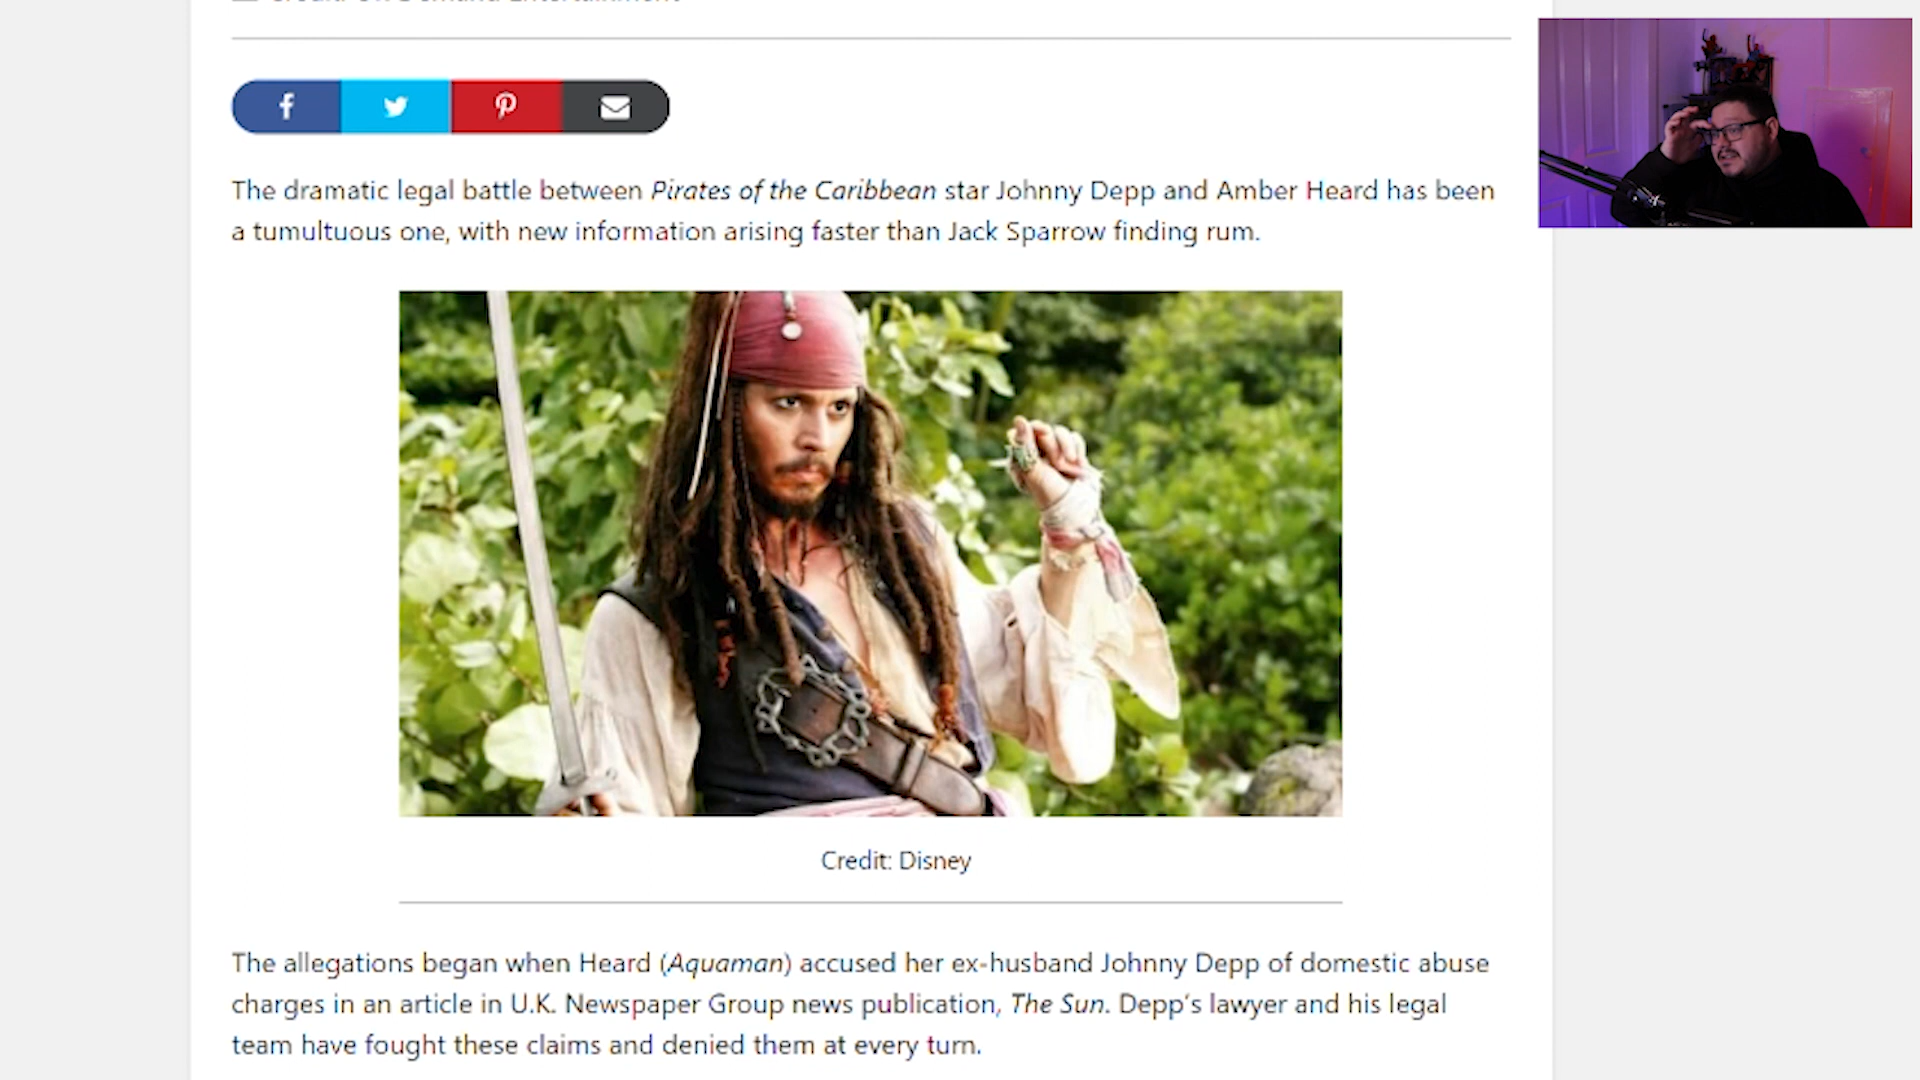 The dramatic legal battle between Pirates of the Caribbean star Johnny Depp and Amber Heard has been
a tumultuous one, with new information arising faster than Jack Sparrow finding rum.
Credit: Disney
The allegations began when Heard (Aquaman) accused her ex-husband Johnny Depp of domestic abuse
charges in an article in U.K. Newspaper Group news publication, The Sun. Depp's lawyer and his legal
team have fought these claims and denied them at every turn.